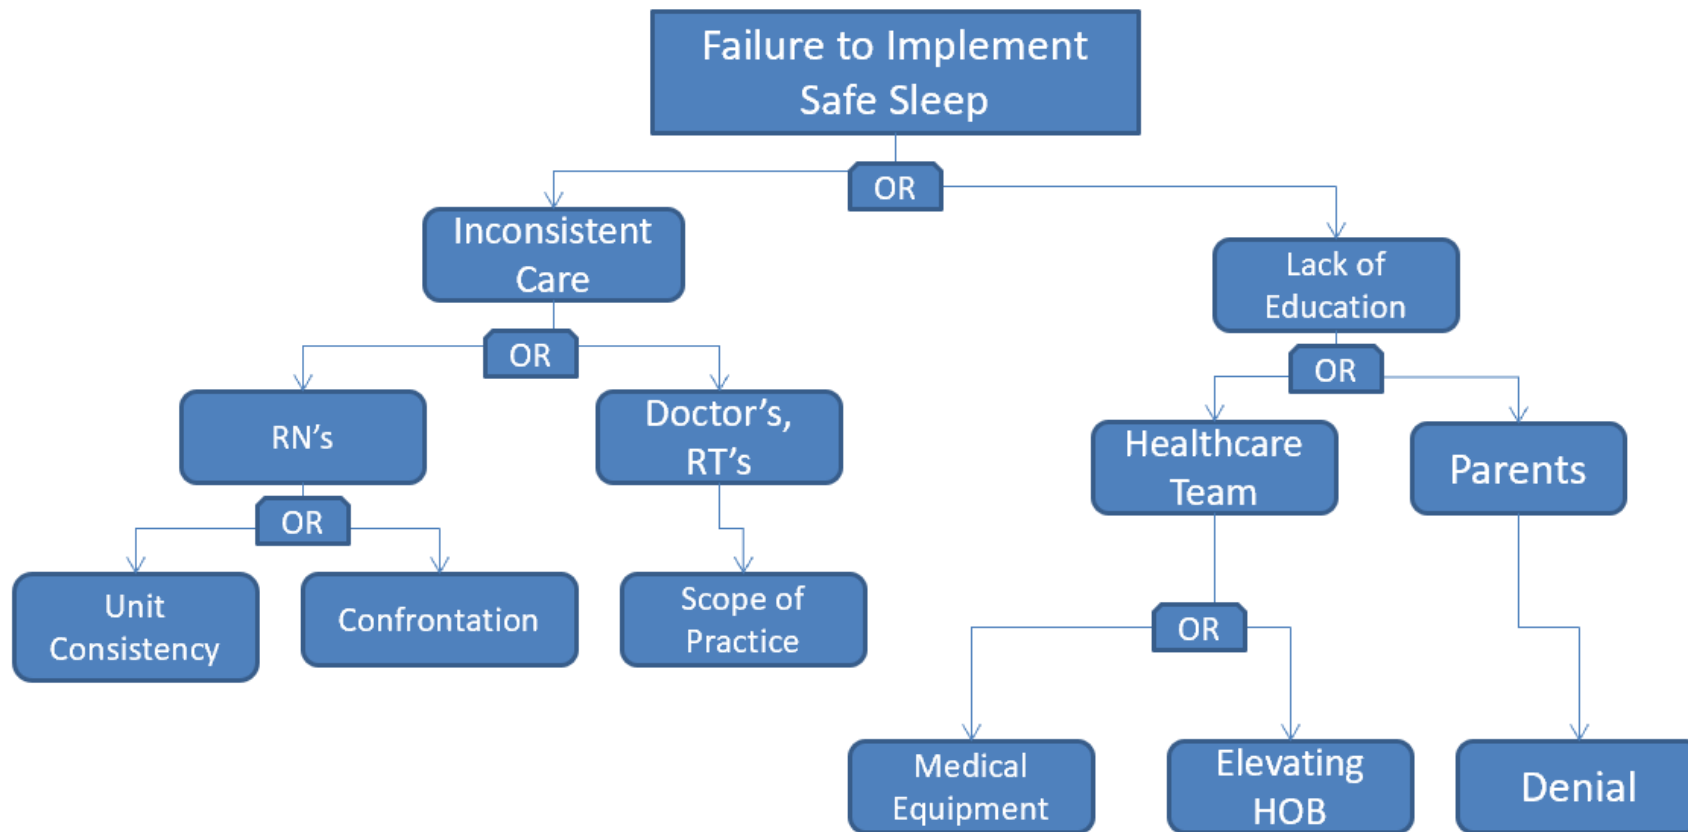 Failure to Implement
Safe Sleep
OR
Inconsistent
Care
Lack of
Education
OR
OR
RN’s
Doctor’s,
RT’s
Healthcare
Team
Parents
OR
Unit
Consistency
Confrontation
Scope of
Practice
OR
Medical
Equipment
Elevating
HOB
Denial